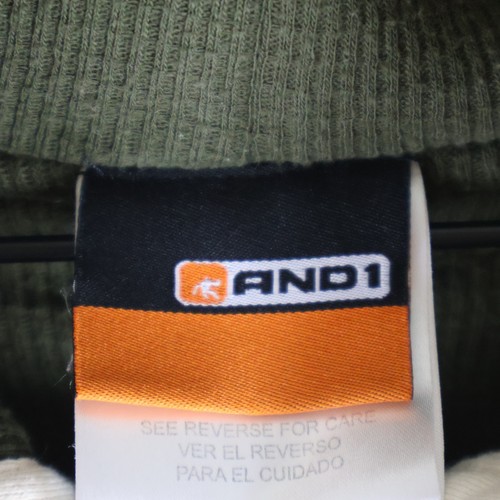 AND1
SEE REVERSE FOR CARE
VER EL REVERSO
PARA EL CUIDADO